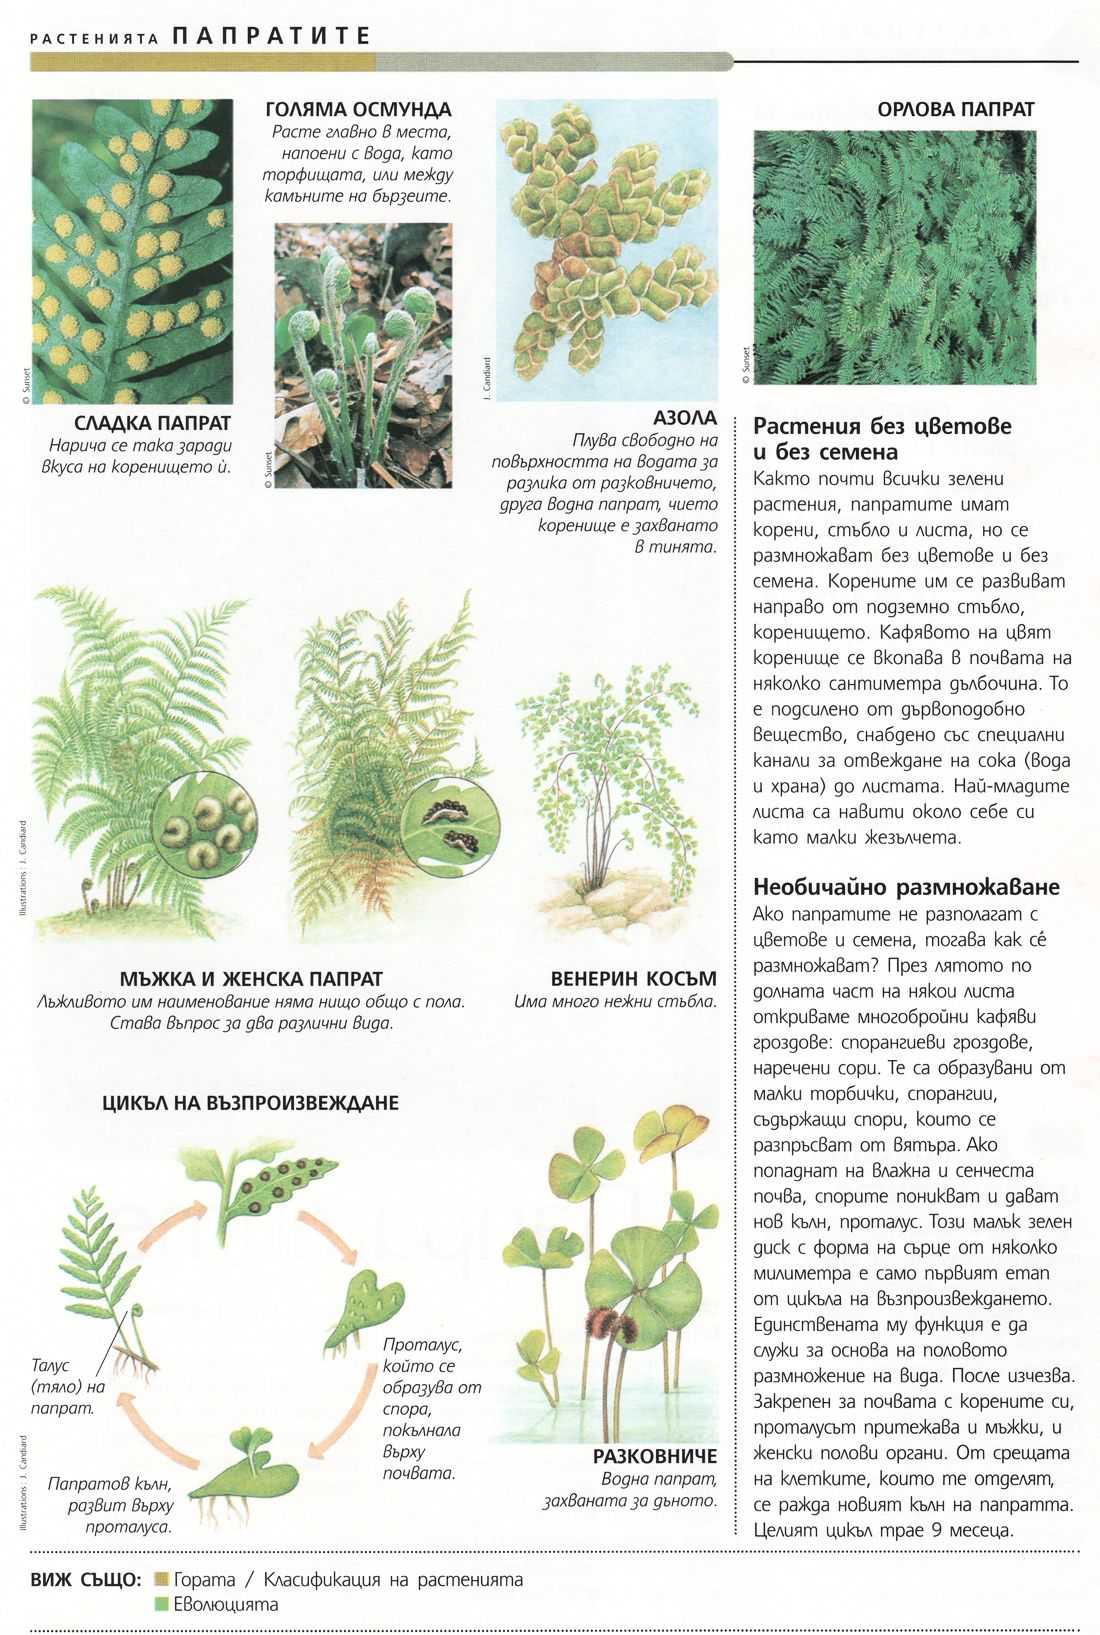 РАСТЕНИЯТА ПАПРАТИТЕ
© Sunset
СЛАДКА ПАПРАТ
Нарича се така заради
вкуса на коренището ѝ.
ГОЛЯМА ОСМУНДА
Расте главно в места,
напоени с вода, като
торфищата, или между
камъните на бързеите.
© Sunset
J. Candiard
АЗОЛА
Плува свободно на
повърхността на водата за
разлика от разковничето,
друга водна папрат, чието
коренище е захванато
в тинята.
ОРЛОВА ПАПРАТ
© Sunset
Illustrations : J. Candiard
МЪЖКА И ЖЕНСКА ПАПРАТ
Лъжливото им наименование няма нищо общо с пола.
Става въпрос за два различни вида.
ВЕНЕРИН КОСЪМ
Има много нежни стъбла.
ЦИКЪЛ НА ВЪЗПРОИЗВЕЖДАНЕ
Талус
(тяло) на
папрат.
Проталус,
който се
образува от
спора,
покълнала
върху
почвата.
Папратов кълн,
развит върху
проталуса.
Illustrations : J. Candiard
РАЗКОВНИЧЕ
Водна папрат,
захваната за дъното.
Растения без цветове
и без семена
Както почти всички зелени
растения, папратите имат
корени, стъбло и листа, но се
размножават без цветове и без
семена. Корените им се развиват
направо от подземно стъбло,
коренището. Кафявото на цвят
коренище се вкопава в почвата на
няколко сантиметра дълбочина. То
е подсилено от дървоподобно
вещество, снабдено със специални
канали за отвеждане на сока (вода
и храна) до листата. Най-младите
листа са навити около себе си
като малки жезълчета.
Необичайно размножаване
Ако папратите не разполагат с
цветове и семена, тогава как се́
размножават? През лятото по
долната част на някои листа
откриваме многобройни кафяви
гроздове: спорангиеви гроздове,
наречени сори. Те са образувани от
малки торбички, спорангии,
съдържащи спори, които се
разпръсват от вятъра. Ако
попаднат на влажна и сенчеста
почва, спорите поникват и дават
нов кълн, проталус. Този малък зелен
диск с форма на сърце от няколко
милиметра е само първият етап
от цикъла на възпроизвеждането.
Единствената му функция е да
служи за основа на половото
размножение на вида. После изчезва.
Закрепен за почвата с корените си,
проталусът притежава и мъжки, и
женски полови органи. От срещата
на клетките, които те отделят,
се ражда новият кълн на папратта.
Целият цикъл трае 9 месеца.
ВИЖ СЪЩО: Гората / Класификация на растенията
Еволюцията